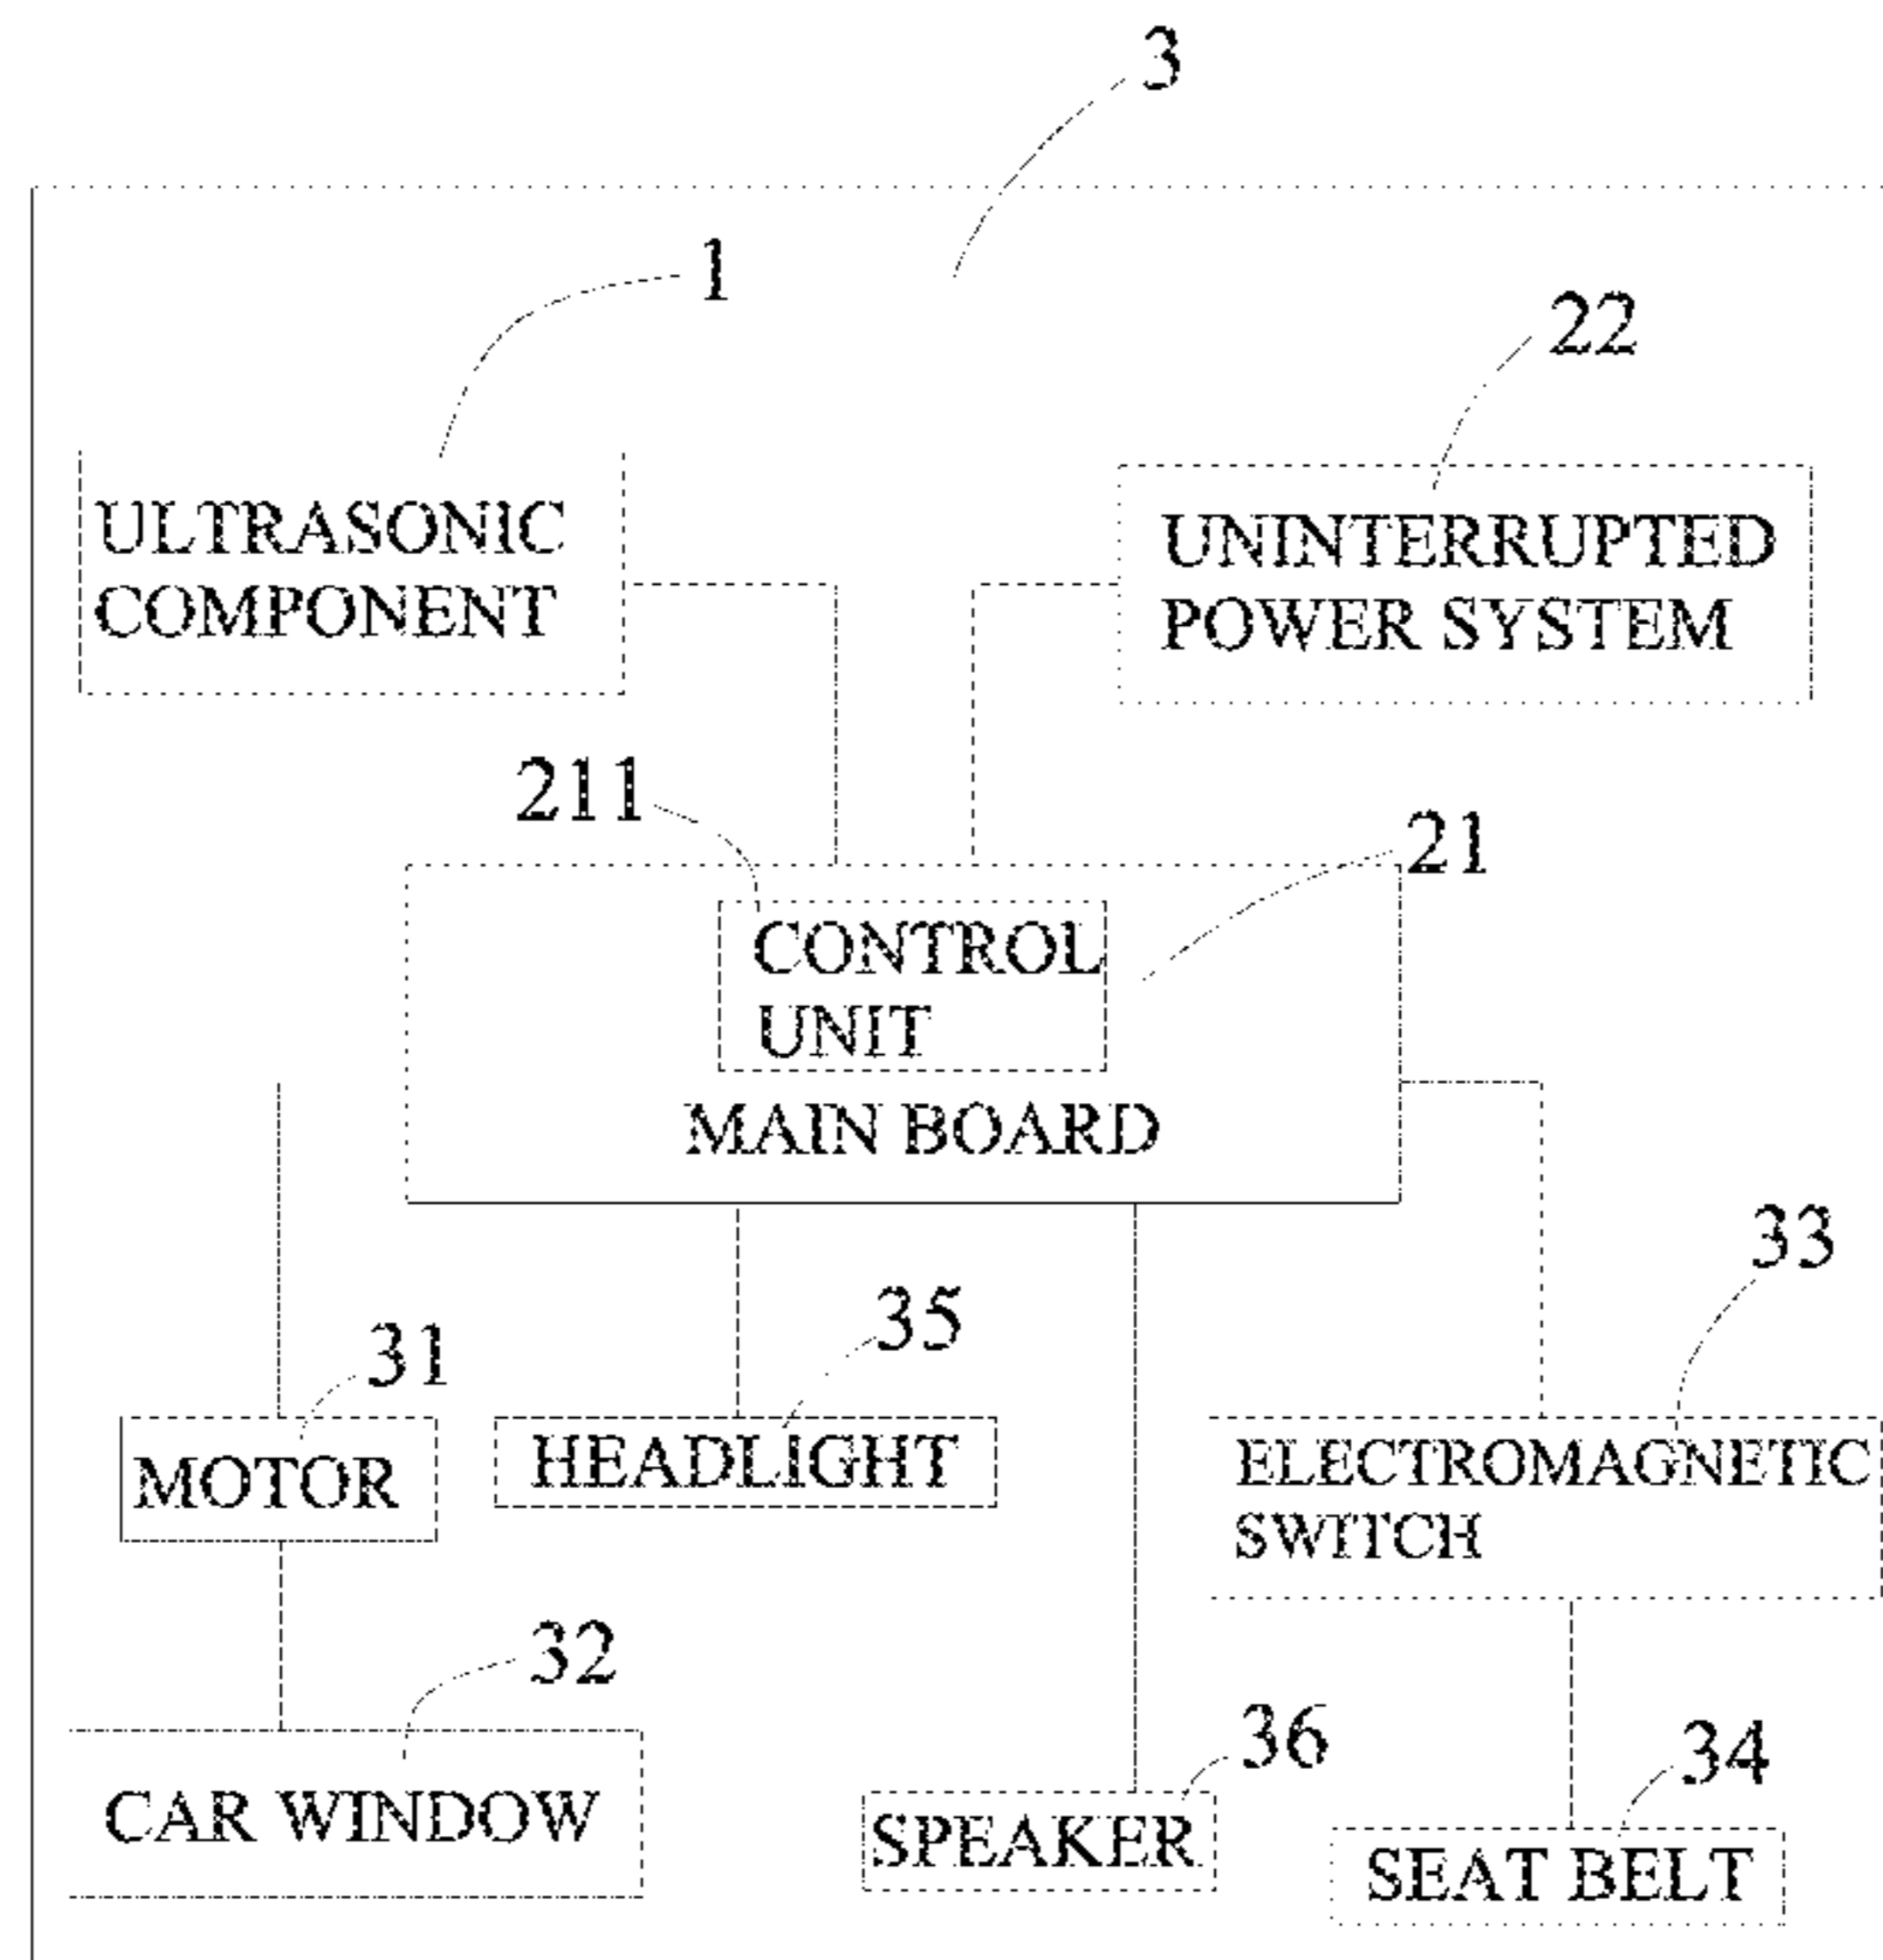 3
1
22
ULTRASONIC
COMPONENT
UNINTERRUPTED
POWER SYSTEM
211
21
CONTROL
UNIT
MAIN BOARD
33
35
31
MOTOR
HEADLIGHT
ELECTROMAGNETIC
SWITCH
32
36
34
CAR WINDOW
SPEAKER
SEAT BELT